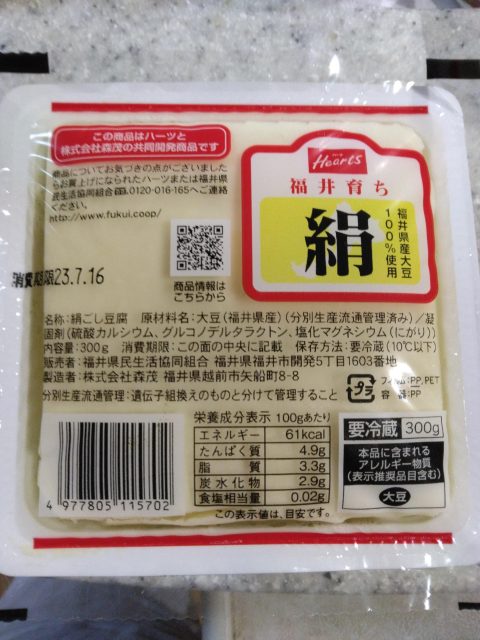 この商品はハーツと
株式会社森茂の共同開発商品です
商品についてお気づきの点がございました
らお買上げになられたハーツまたは福井県
民生活協同組合 0120-016-165へご連絡
ください。
http://www.fukui.coop/
商品情報は
こちらから
Hearts
福井育ち
絹
福井県産大豆
100%使用
消費期限23.7.16
名称:絹ごし豆腐 原材料名:大豆(福井県産)(分別生産流通管理済み)/凝
固剤(硫酸カルシウム、グルコノデルタラクトン、塩化マグネシウム(にがり))
内容量:300g 消費期限:この面の中央に記載 保存方法:要冷蔵(10℃以下)
販売者:福井県民生活協同組合 福井県福井市開発5丁目1603番地
製造者:株式会社森茂 福井県越前市矢船町8-8
分別生産流通管理:遺伝子組換えのものと分けて管理すること
プラ
フィルム:PP,PET
容器:PP
栄養成分表示 100gあたり
エネルギー 61kcal
たんぱく質 4.9g
脂質 3.3g
炭水化物 2.9g
食塩相当量 0.02g
この表示値は、目安です。
要冷蔵 300g
本品に含まれる
アレルギー物質
(表示推奨品目含む)
大豆
4 977805 115702